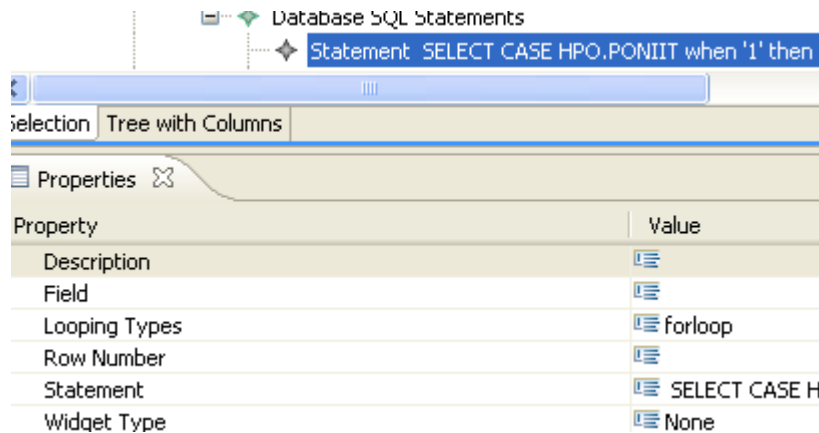 Database SQL Statements
Statement SELECT CASE HPO.PONIIT when '1' then
Selection Tree with Columns
Properties
Property Value
Description
Field
Looping Types forloop
Row Number
Statement SELECT CASE H
Widget Type None